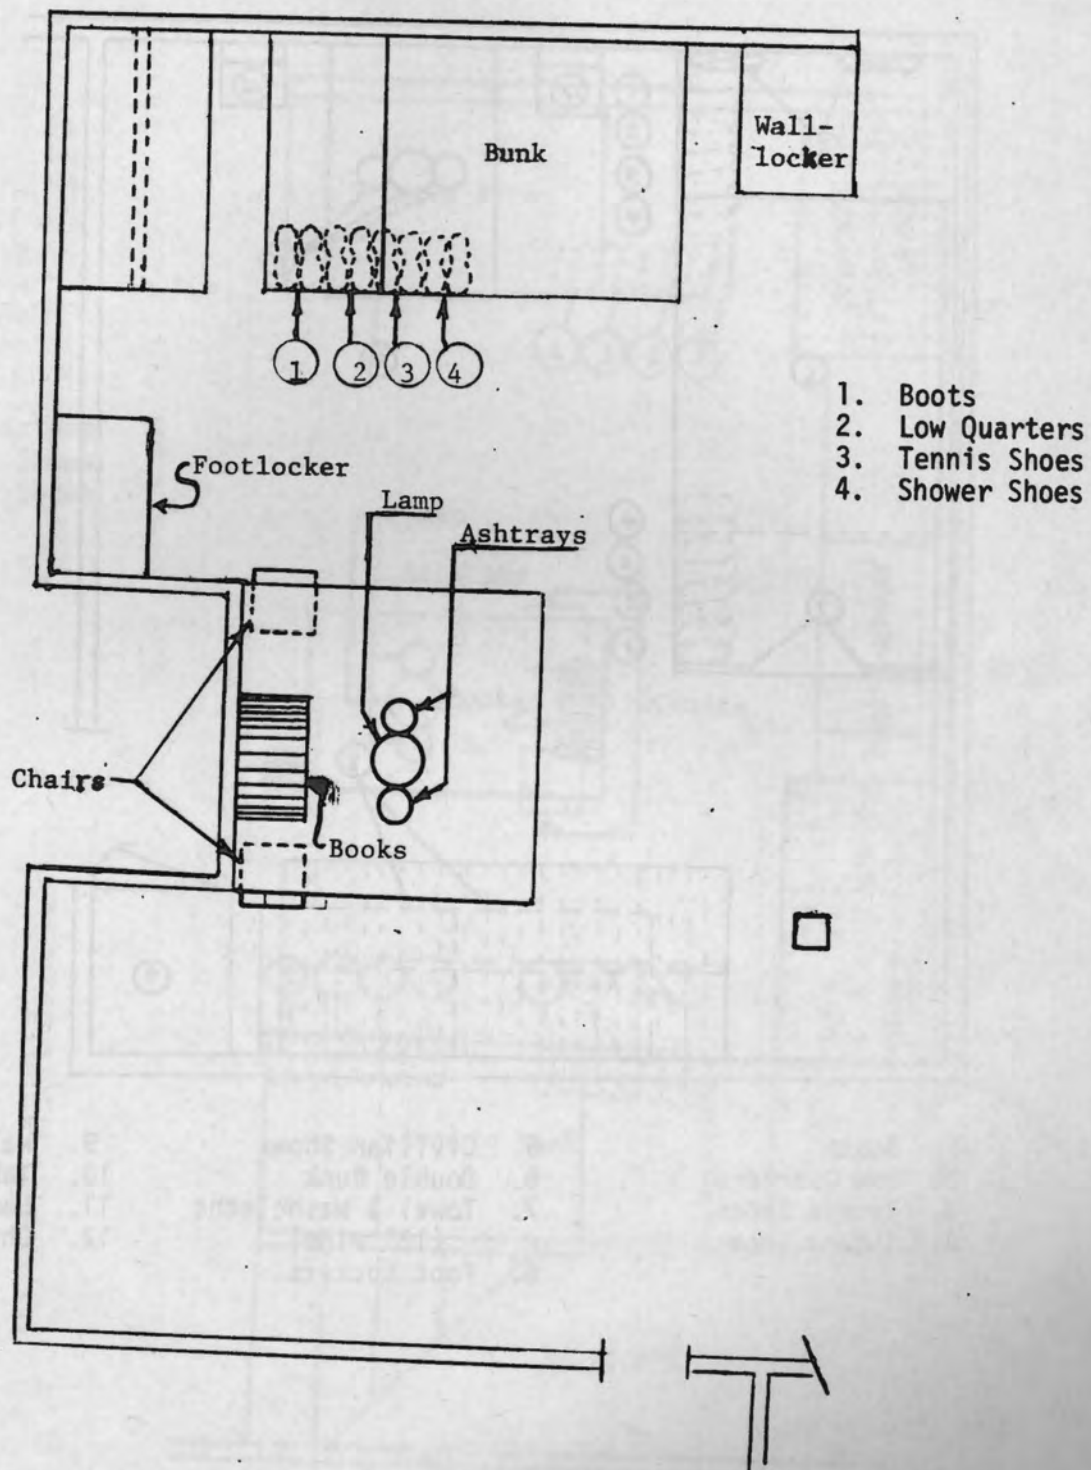 Bunk
Wall-
locker
1
2
3
4
1. Boots
2. Low Quarters
3. Tennis Shoes
4. Shower Shoes
Footlocker
Lamp
Ashtrays
Chairs
Books